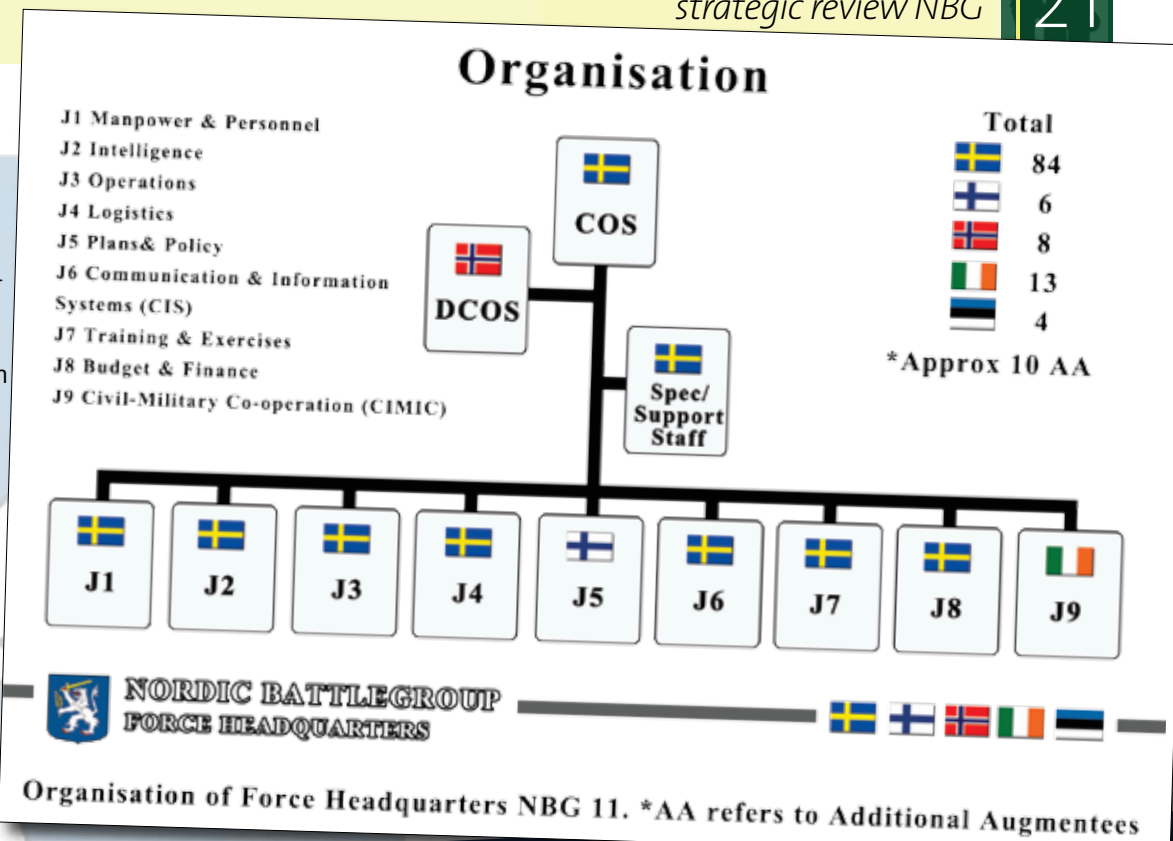 strategic review NBG 21
Organisation
J1 Manpower & Personnel
J2 Intelligence
J3 Operations
J4 Logistics
J5 Plans& Policy
J6 Communication & Information
Systems (CIS)
J7 Training & Exercises
J8 Budget & Finance
J9 Civil-Military Co-operation (CIMIC)
COS
DCOS
Spec/
Support
Staff
Total
84
6
8
13
4
*Approx 10 AA
J1 J2 J3 J4 J5 J6 J7 J8 J9
NORDIC BATTLEGROUP
FORCE HEADQUARTERS
Organisation of Force Headquarters NBG 11. *AA refers to Additional Augmentees